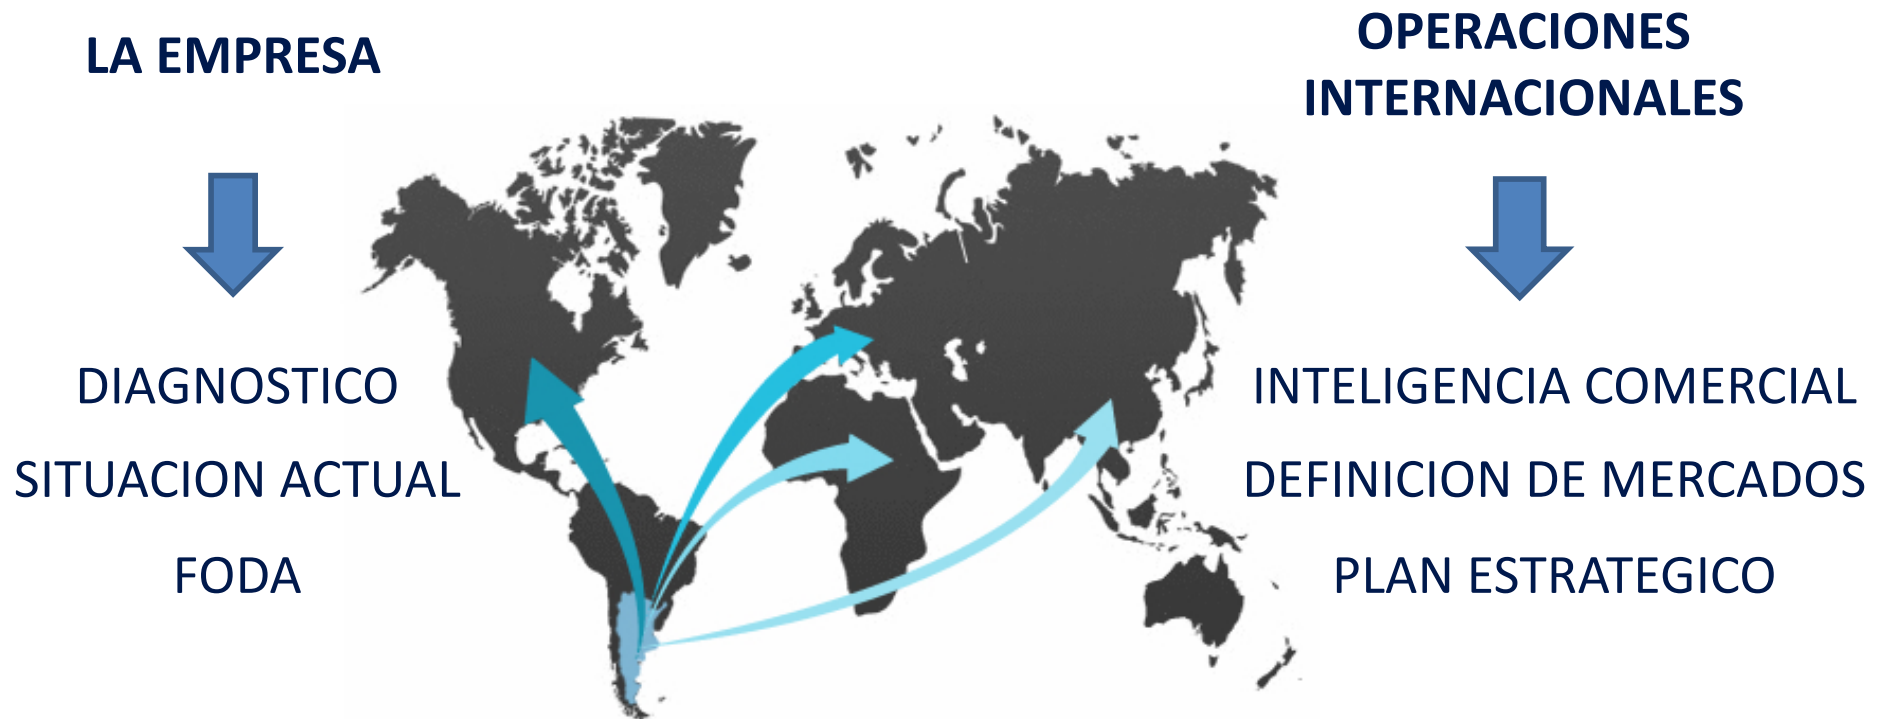 LA EMPRESA
DIAGNOSTICO
SITUACION ACTUAL
FODA
OPERACIONES
INTERNACIONALES
INTELIGENCIA COMERCIAL
DEFINICION DE MERCADOS
PLAN ESTRATEGICO